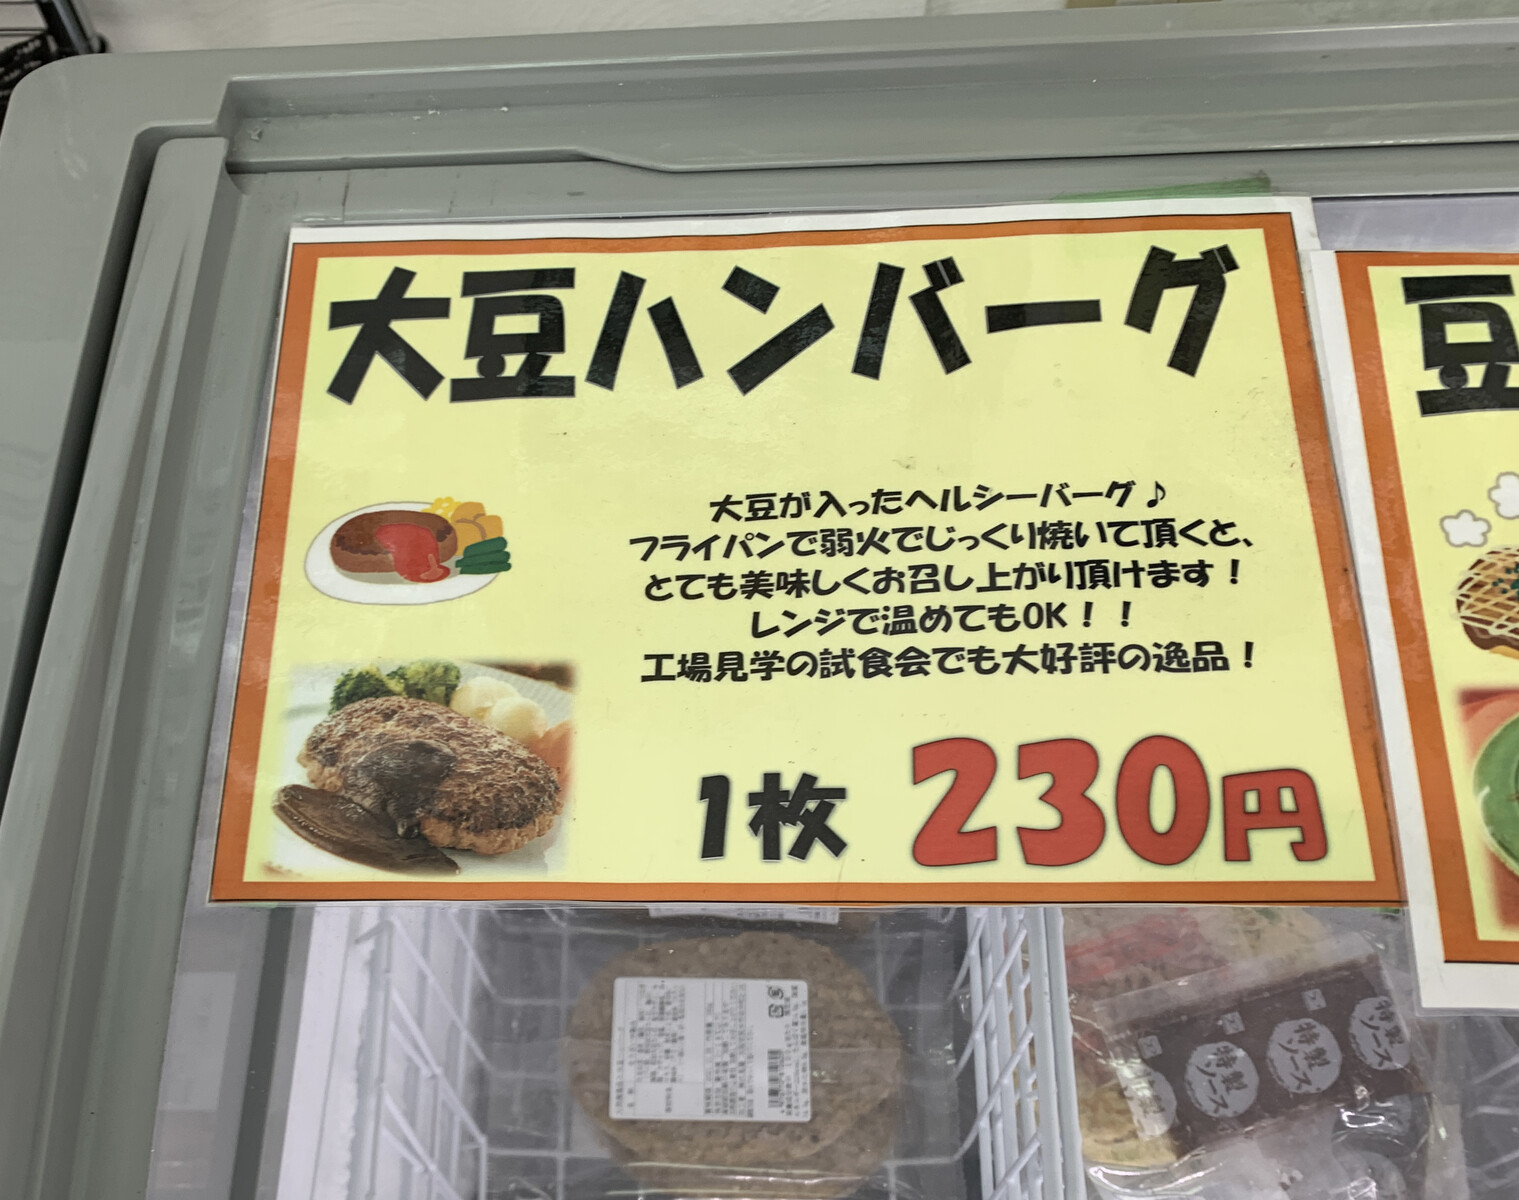 大豆ハンバーグ
大豆が入ったヘルシーバーグ♪
フライパンで弱火でじっくり焼いて頂くと、
とても美味しくお召し上がり頂けます！
レンジで温めてもOK！！
工場見学の試食会でも大好評の逸品！
1枚 230円
豆
特製ソース
特製ソース
特製ソース